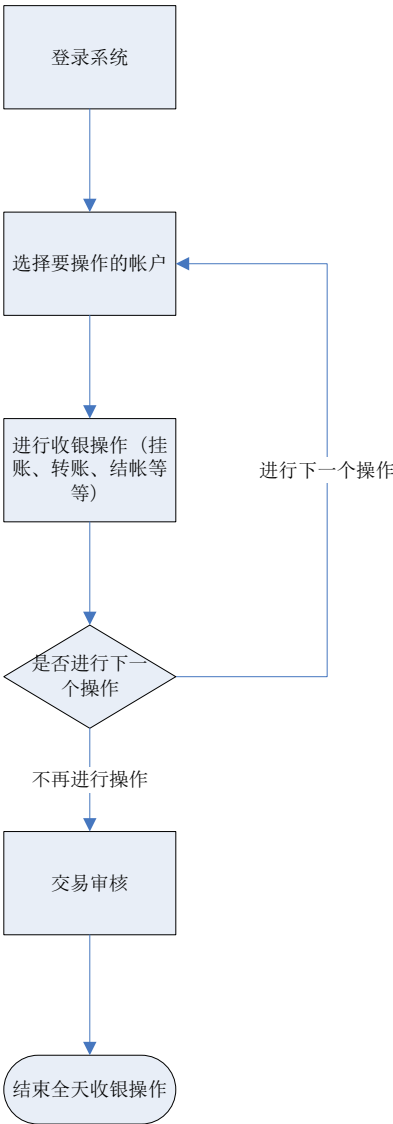 登录系统
选择要操作的帐户
进行收银操作（挂
账、转账、结帐等
等）
进行下一个操作
是否进行下一
个操作
不再进行操作
交易审核
结束全天收银操作